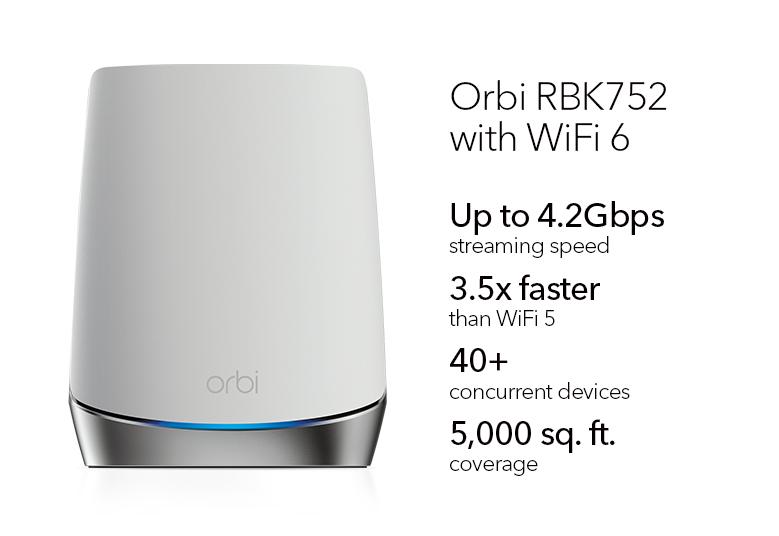 orbi
Orbi RBK752
with WiFi 6
Up to 4.2Gbps
streaming speed
3.5x faster
than WiFi 5
40+
concurrent devices
5,000 sq. ft.
coverage